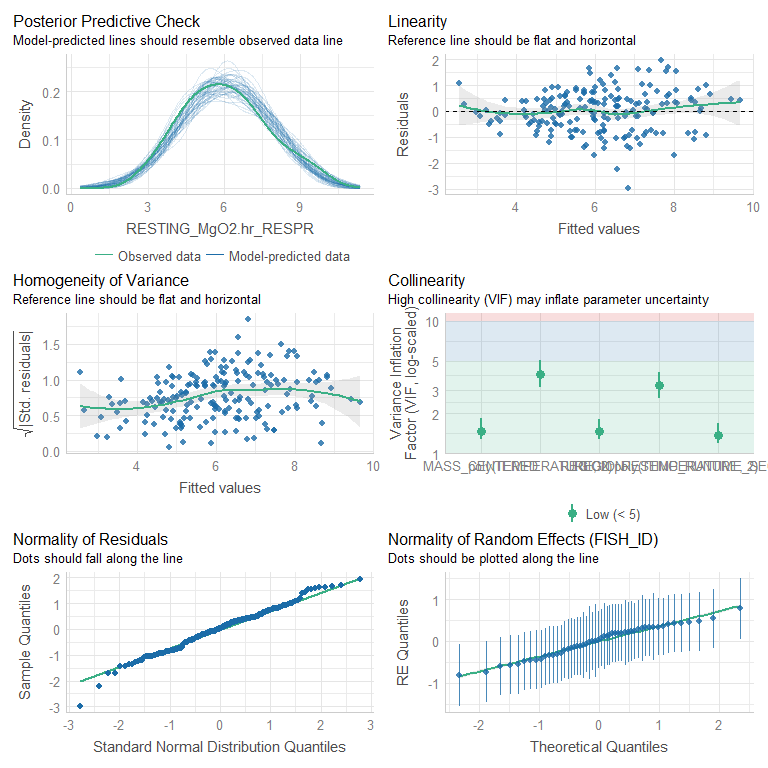 Posterior Predictive Check
Model-predicted lines should resemble observed data line
Density
0.2
0.1
0.0
0
3
6
9
RESTING_MgO2.hr_RESPR
Observed data
Model-predicted data
Linearity
Reference line should be flat and horizontal
Residuals
2
1
0
-1
-2
-3
4
6
8
10
Fitted values
Homogeneity of Variance
Reference line should be flat and horizontal
√|Std. residuals|
1.5
1.0
0.5
0.0
4
6
8
10
Fitted values
Collinearity
High collinearity (VIF) may inflate parameter uncertainty
Variance Inflation
Factor (VIF, log-scaled)
10
5
3
2
1
Low (< 5)
Normality of Residuals
Dots should fall along the line
Sample Quantiles
2
1
0
-1
-2
-3
-3
-2
-1
0
1
2
3
Standard Normal Distribution Quantiles
Normality of Random Effects (FISH_ID)
Dots should be plotted along the line
RE Quantiles
1
0
-1
-2
-1
0
1
2
Theoretical Quantiles